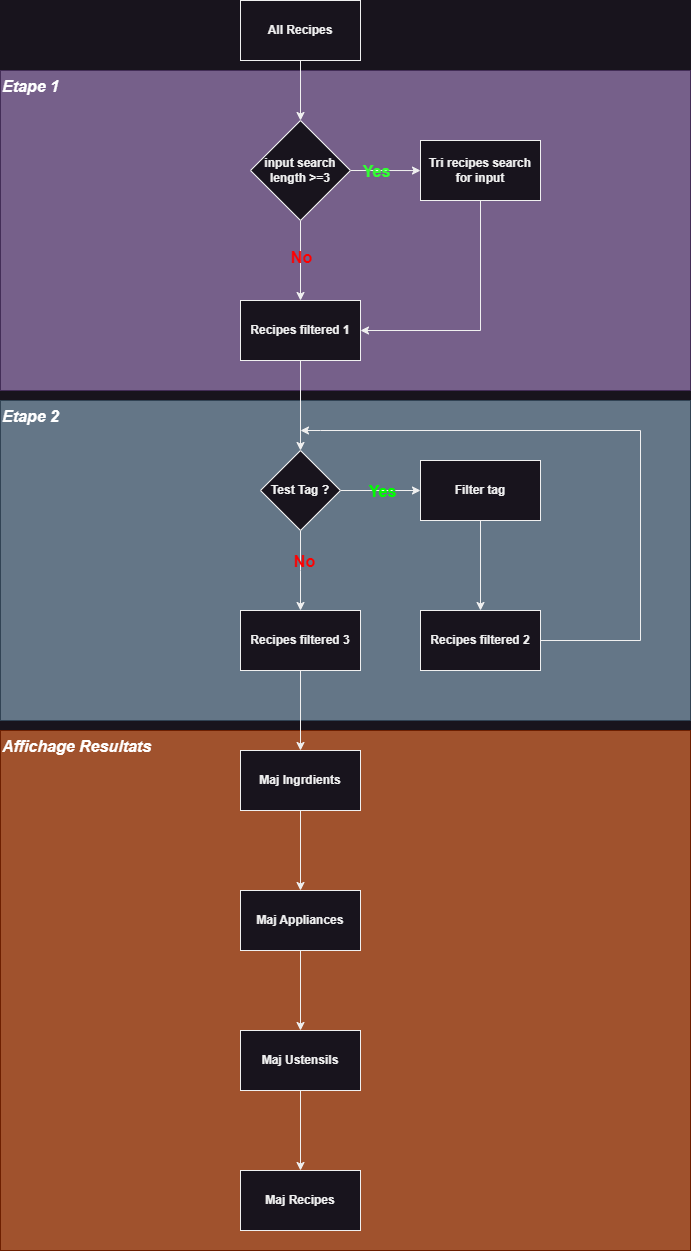 All Recipes
Etape 1
input search
length >=3
Yes
Tri recipes search
for input
No
Recipes filtered 1
Etape 2
Test Tag ?
Yes
Filter tag
No
Recipes filtered 3
Recipes filtered 2
Affichage Resultats
Maj Ingrdients
Maj Appliances
Maj Ustensils
Maj Recipes